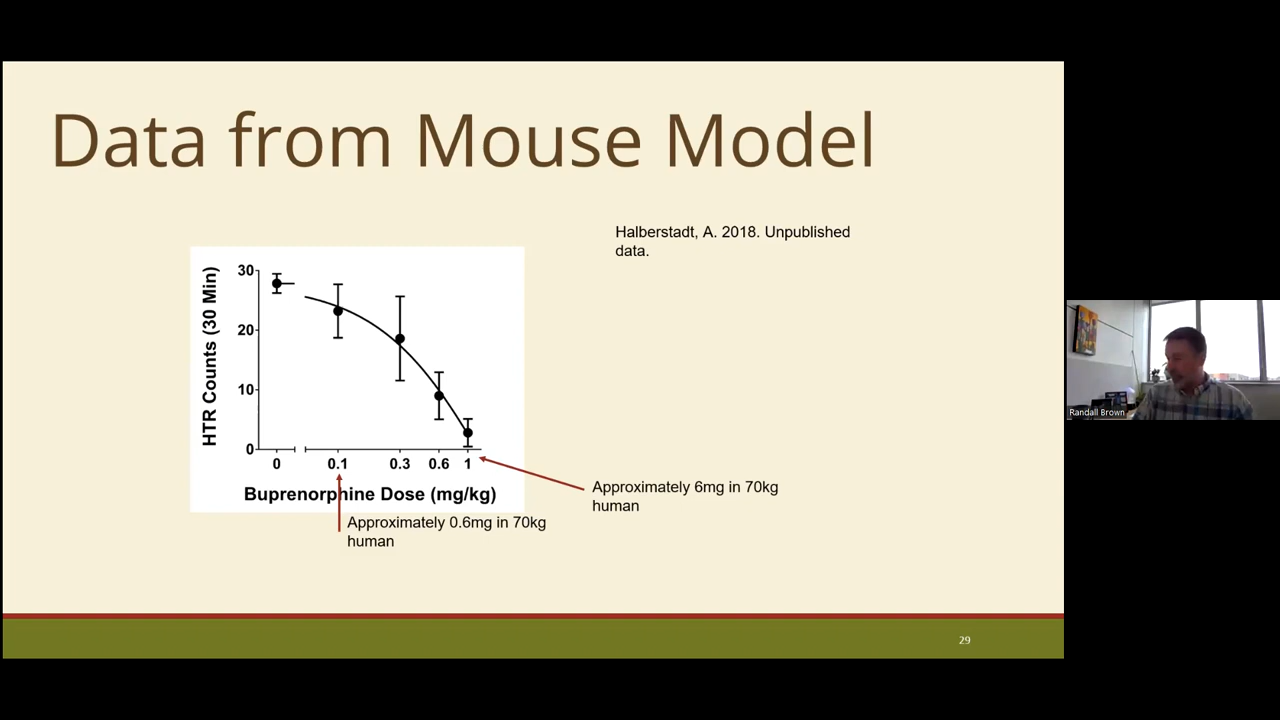 Data from Mouse Model
Halberstadt, A. 2018. Unpublished
data.
HTR Counts (30 Min)
30
20
10
0
0 0.1 0.3 0.6 1
Buprenorphine Dose (mg/kg)
Approximately 6mg in 70kg
human
Approximately 0.6mg in 70kg
human
Randall Brown
29